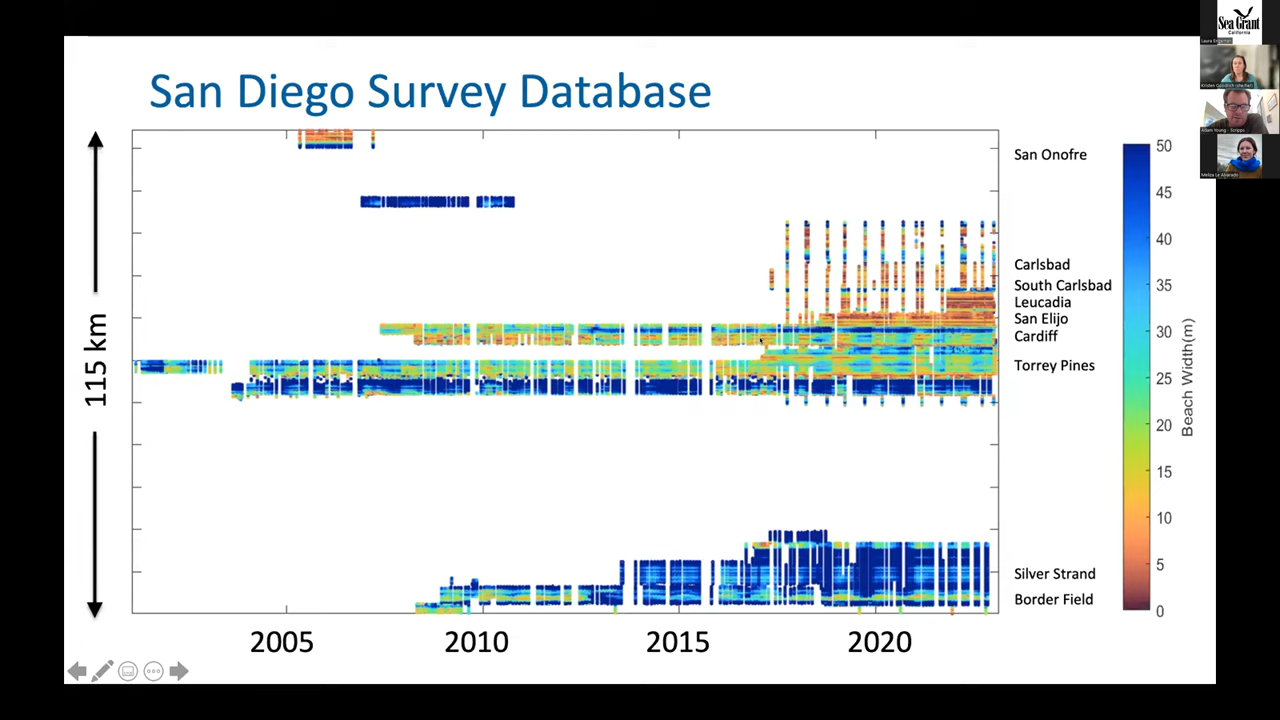 San Diego Survey Database
115 km
2005
2010
2015
2020
San Onofre
Carlsbad
South Carlsbad
Leucadia
San Elijo
Cardiff
Torrey Pines
Silver Strand
Border Field
50
45
40
35
30
25
20
15
10
5
0
Beach Width(m)
Sea Grant
California